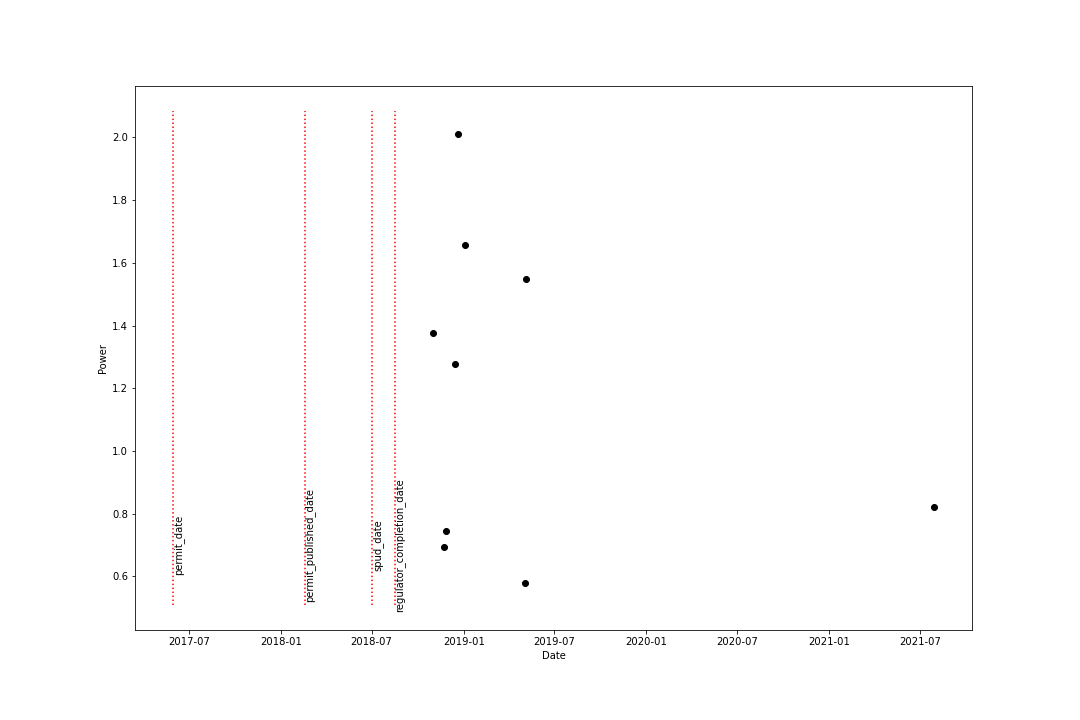 2.0
1.8
1.6
1.4
1.2
1.0
0.8
0.6
Power
permit_date
permit_published_date
spud_date
regulator_completion_date
2017-07
2018-01
2018-07
2019-01
2019-07
2020-01
2020-07
2021-01
2021-07
Date